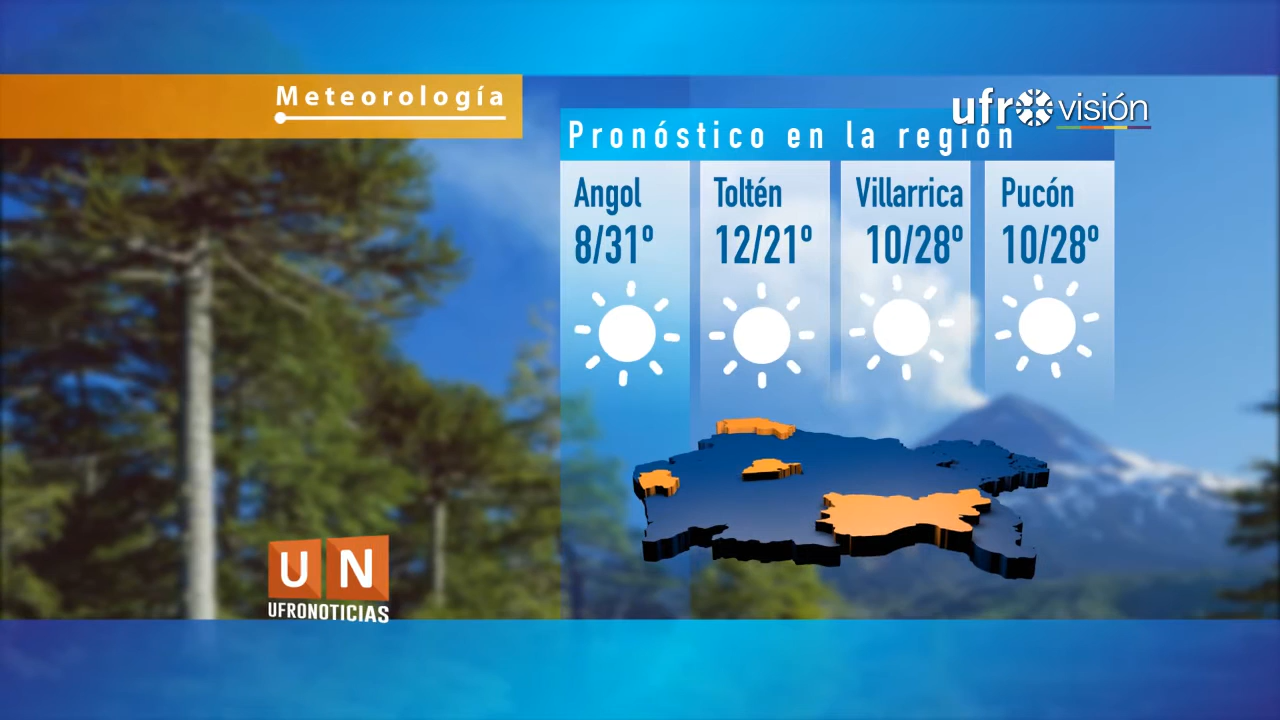 Meteorología
ufrovisión
Pronóstico en la región
Angol
8/31º
Toltén
12/21º
Villarrica
10/28º
Pucón
10/28º
UN
UFRONOTICIAS